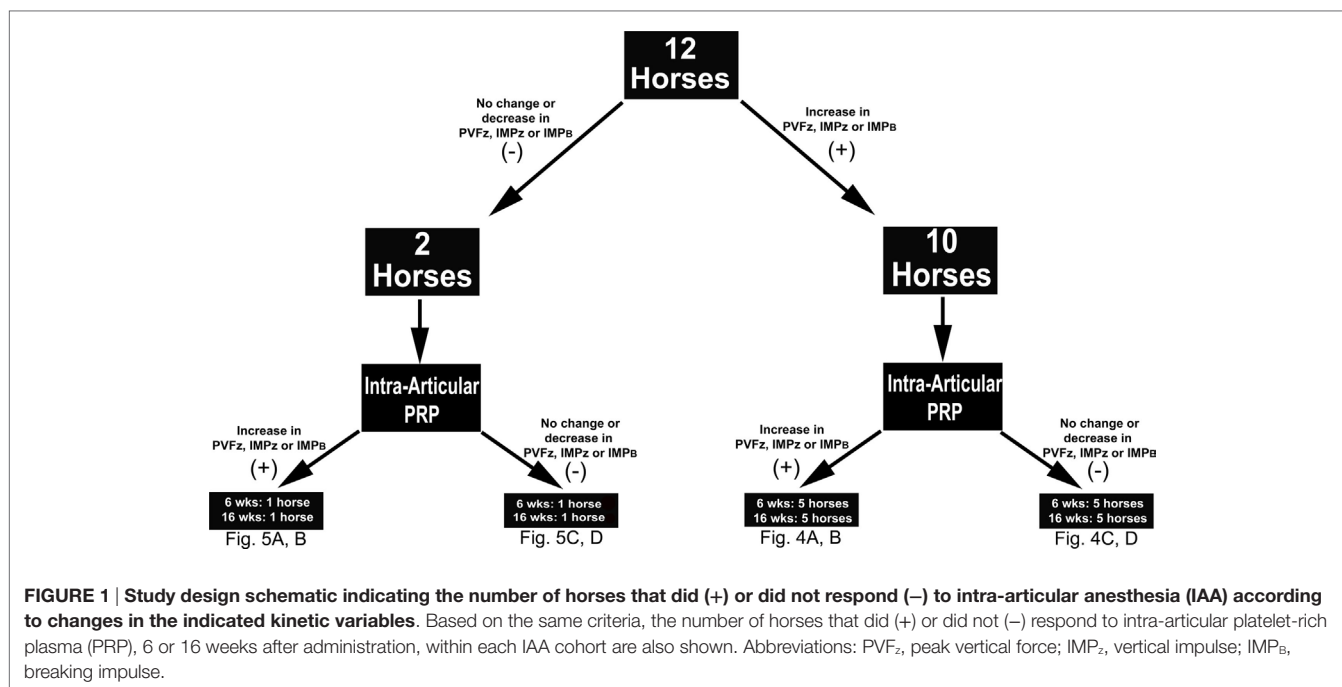 12
Horses
No change or
decrease in
PVFz, IMPz or IMPB
(-)
Increase in
PVFz, IMPz or IMPB
(+)
2
Horses
10
Horses
Intra-Articular
PRP
Intra-Articular
PRP
Increase in
PVFz, IMPz or IMPB
(+)
No change or
decrease in
PVFz, IMPz or IMPB
(-)
Increase in
PVFz, IMPz or IMPB
(+)
No change or
decrease in
PVFz, IMPz or IMPB
(-)
6 wks: 1 horse
16 wks: 1 horse
6 wks: 1 horse
16 wks: 1 horse
6 wks: 5 horses
16 wks: 5 horses
6 wks: 5 horses
16 wks: 5 horses
Fig. 5A, B
Fig. 5C, D
Fig. 4A, B
Fig. 4C, D
FIGURE 1 | Study design schematic indicating the number of horses that did (+) or did not respond (−) to intra-articular anesthesia (IAA) according
to changes in the indicated kinetic variables. Based on the same criteria, the number of horses that did (+) or did not (−) respond to intra-articular platelet-rich
plasma (PRP), 6 or 16 weeks after administration, within each IAA cohort are also shown. Abbreviations: PVFz, peak vertical force; IMPz, vertical impulse; IMPB,
breaking impulse.